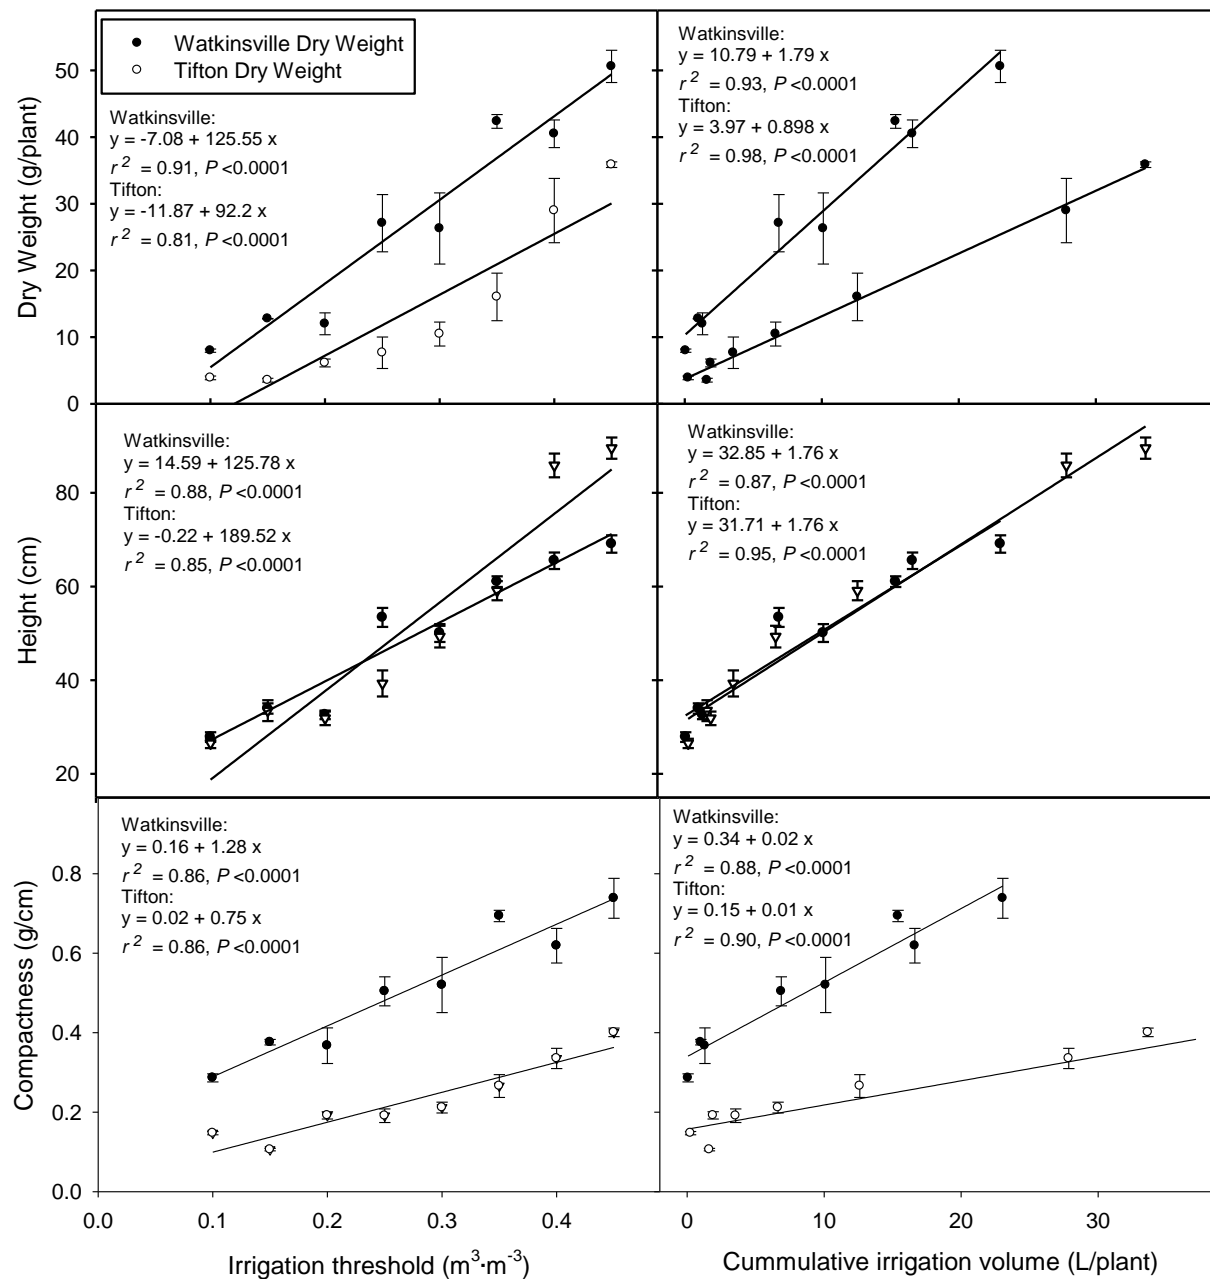 Watkinsville Dry Weight
Tifton Dry Weight
Watkinsville:
y = -7.08 + 125.55 x
r² = 0.91, P<0.0001
Tifton:
y = -11.87 + 92.2 x
r² = 0.81, P<0.0001
Dry Weight (g/plant)
50
40
30
20
10
0
Watkinsville:
y = 10.79 + 1.79 x
r² = 0.93, P<0.0001
Tifton:
y = 3.97 + 0.898 x
r² = 0.98, P<0.0001
Watkinsville:
y = 14.59 + 125.78 x
r² = 0.88, P<0.0001
Tifton:
y = -0.22 + 189.52 x
r² = 0.85, P<0.0001
Height (cm)
80
60
40
20
Watkinsville:
y = 32.85 + 1.76 x
r² = 0.87, P<0.0001
Tifton:
y = 31.71 + 1.76 x
r² = 0.95, P<0.0001
Watkinsville:
y = 0.16 + 1.28 x
r² = 0.86, P<0.0001
Tifton:
y = 0.02 + 0.75 x
r² = 0.86, P<0.0001
Compactness (g/cm)
0.8
0.6
0.4
0.2
0.0
Watkinsville:
y = 0.34 + 0.02 x
r² = 0.88, P<0.0001
Tifton:
y = 0.15 + 0.01 x
r² = 0.90, P<0.0001
0.0 0.1 0.2 0.3 0.4
Irrigation threshold (m³·m⁻³)
0 10 20 30
Cummulative irrigation volume (L/plant)